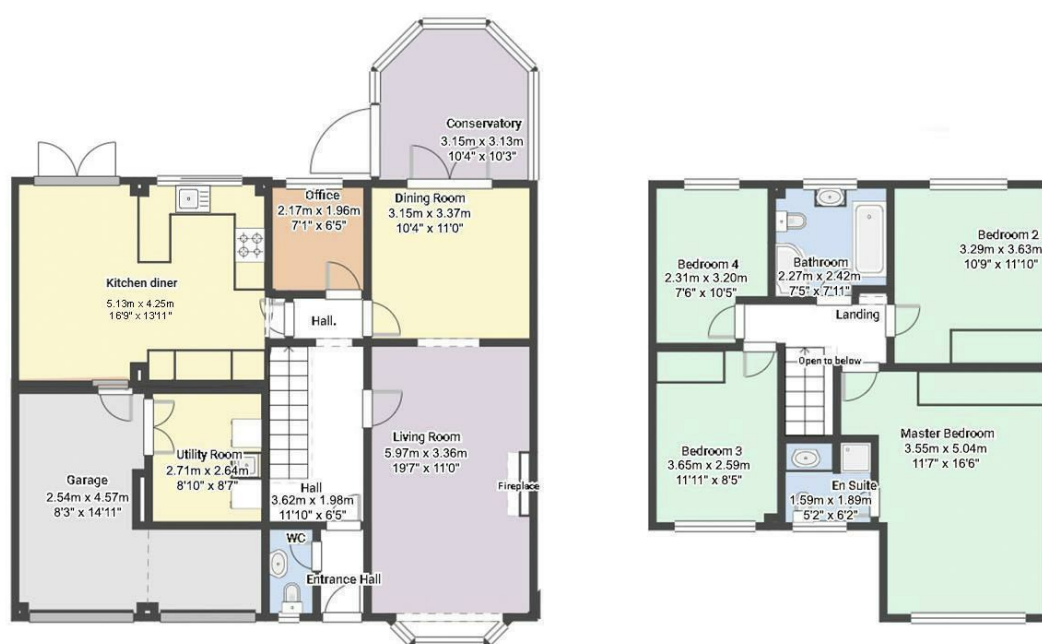 Conservatory
3.15m x 3.13m
10'4" x 10'3"
Office
2.17m x 1.96m
7'1" x 6'5"
Dining Room
3.15m x 3.37m
10'4" x 11'0"
Kitchen diner
5.13m x 4.25m
16'9" x 13'11"
Hall.
Living Room
5.97m x 3.36m
19'7" x 11'0"
Fireplace
Utility Room
2.71m x 2.64m
8'10" x 8'7"
Garage
2.54m x 4.57m
8'3" x 14'11"
Hall
3.62m x 1.98m
11'10" x 6'5"
WC
Entrance Hall
Bedroom 4
2.31m x 3.20m
7'6" x 10'5"
Bathroom
2.27m x 2.42m
7'5" x 7'11"
Bedroom 2
3.29m x 3.63m
10'9" x 11'10"
Landing
Open to below
Bedroom 3
3.65m x 2.59m
11'11" x 8'5"
Master Bedroom
3.55m x 5.04m
11'7" x 16'6"
En Suite
1.59m x 1.89m
5'2" x 6'2"